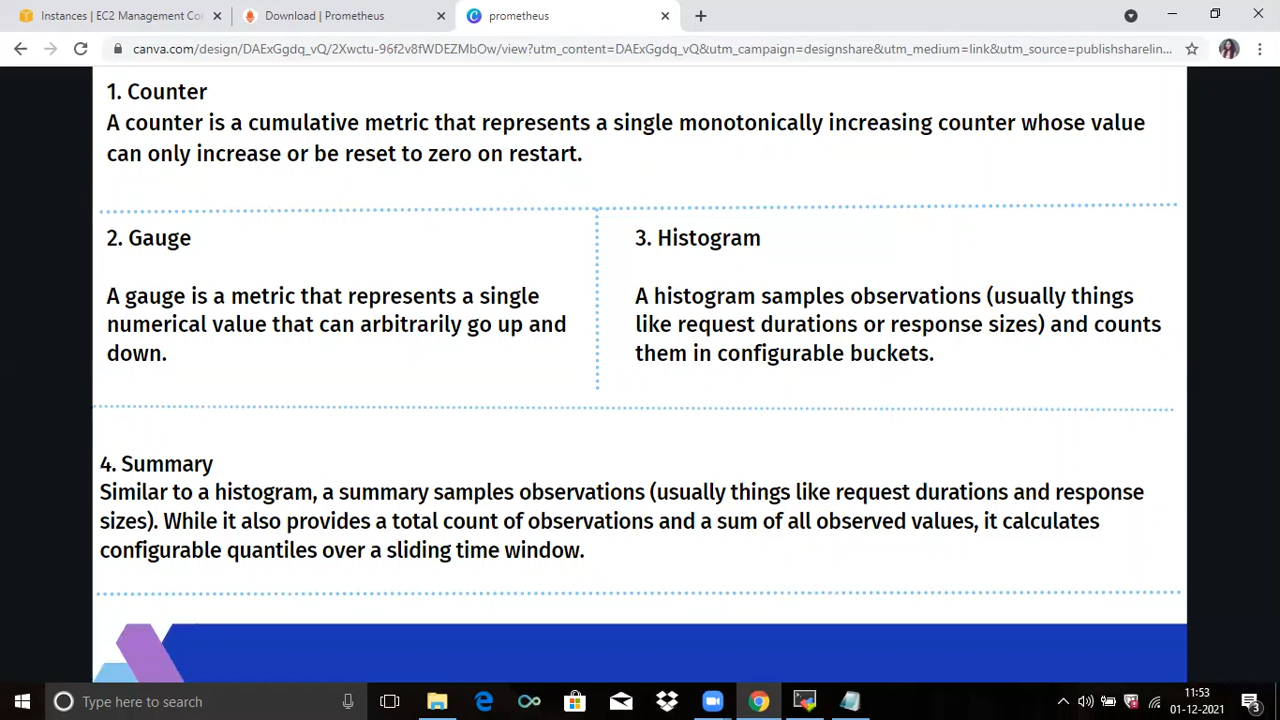 Instances | EC2 Management Con
Download | Prometheus
prometheus
canva.com/design/DAExGgdq_vQ/2Xwctu-96f2v8fWDEZMbOw/view?utm_content=DAExGgdq_vQ&utm_campaign=designshare&utm_medium=link&utm_source=publishsharelin...
1. Counter
A counter is a cumulative metric that represents a single monotonically increasing counter whose value
can only increase or be reset to zero on restart.
2. Gauge
A gauge is a metric that represents a single
numerical value that can arbitrarily go up and
down.
3. Histogram
A histogram samples observations (usually things
like request durations or response sizes) and counts
them in configurable buckets.
4. Summary
Similar to a histogram, a summary samples observations (usually things like request durations and response
sizes). While it also provides a total count of observations and a sum of all observed values, it calculates
configurable quantiles over a sliding time window.
Type here to search
11:53
01-12-2021
3